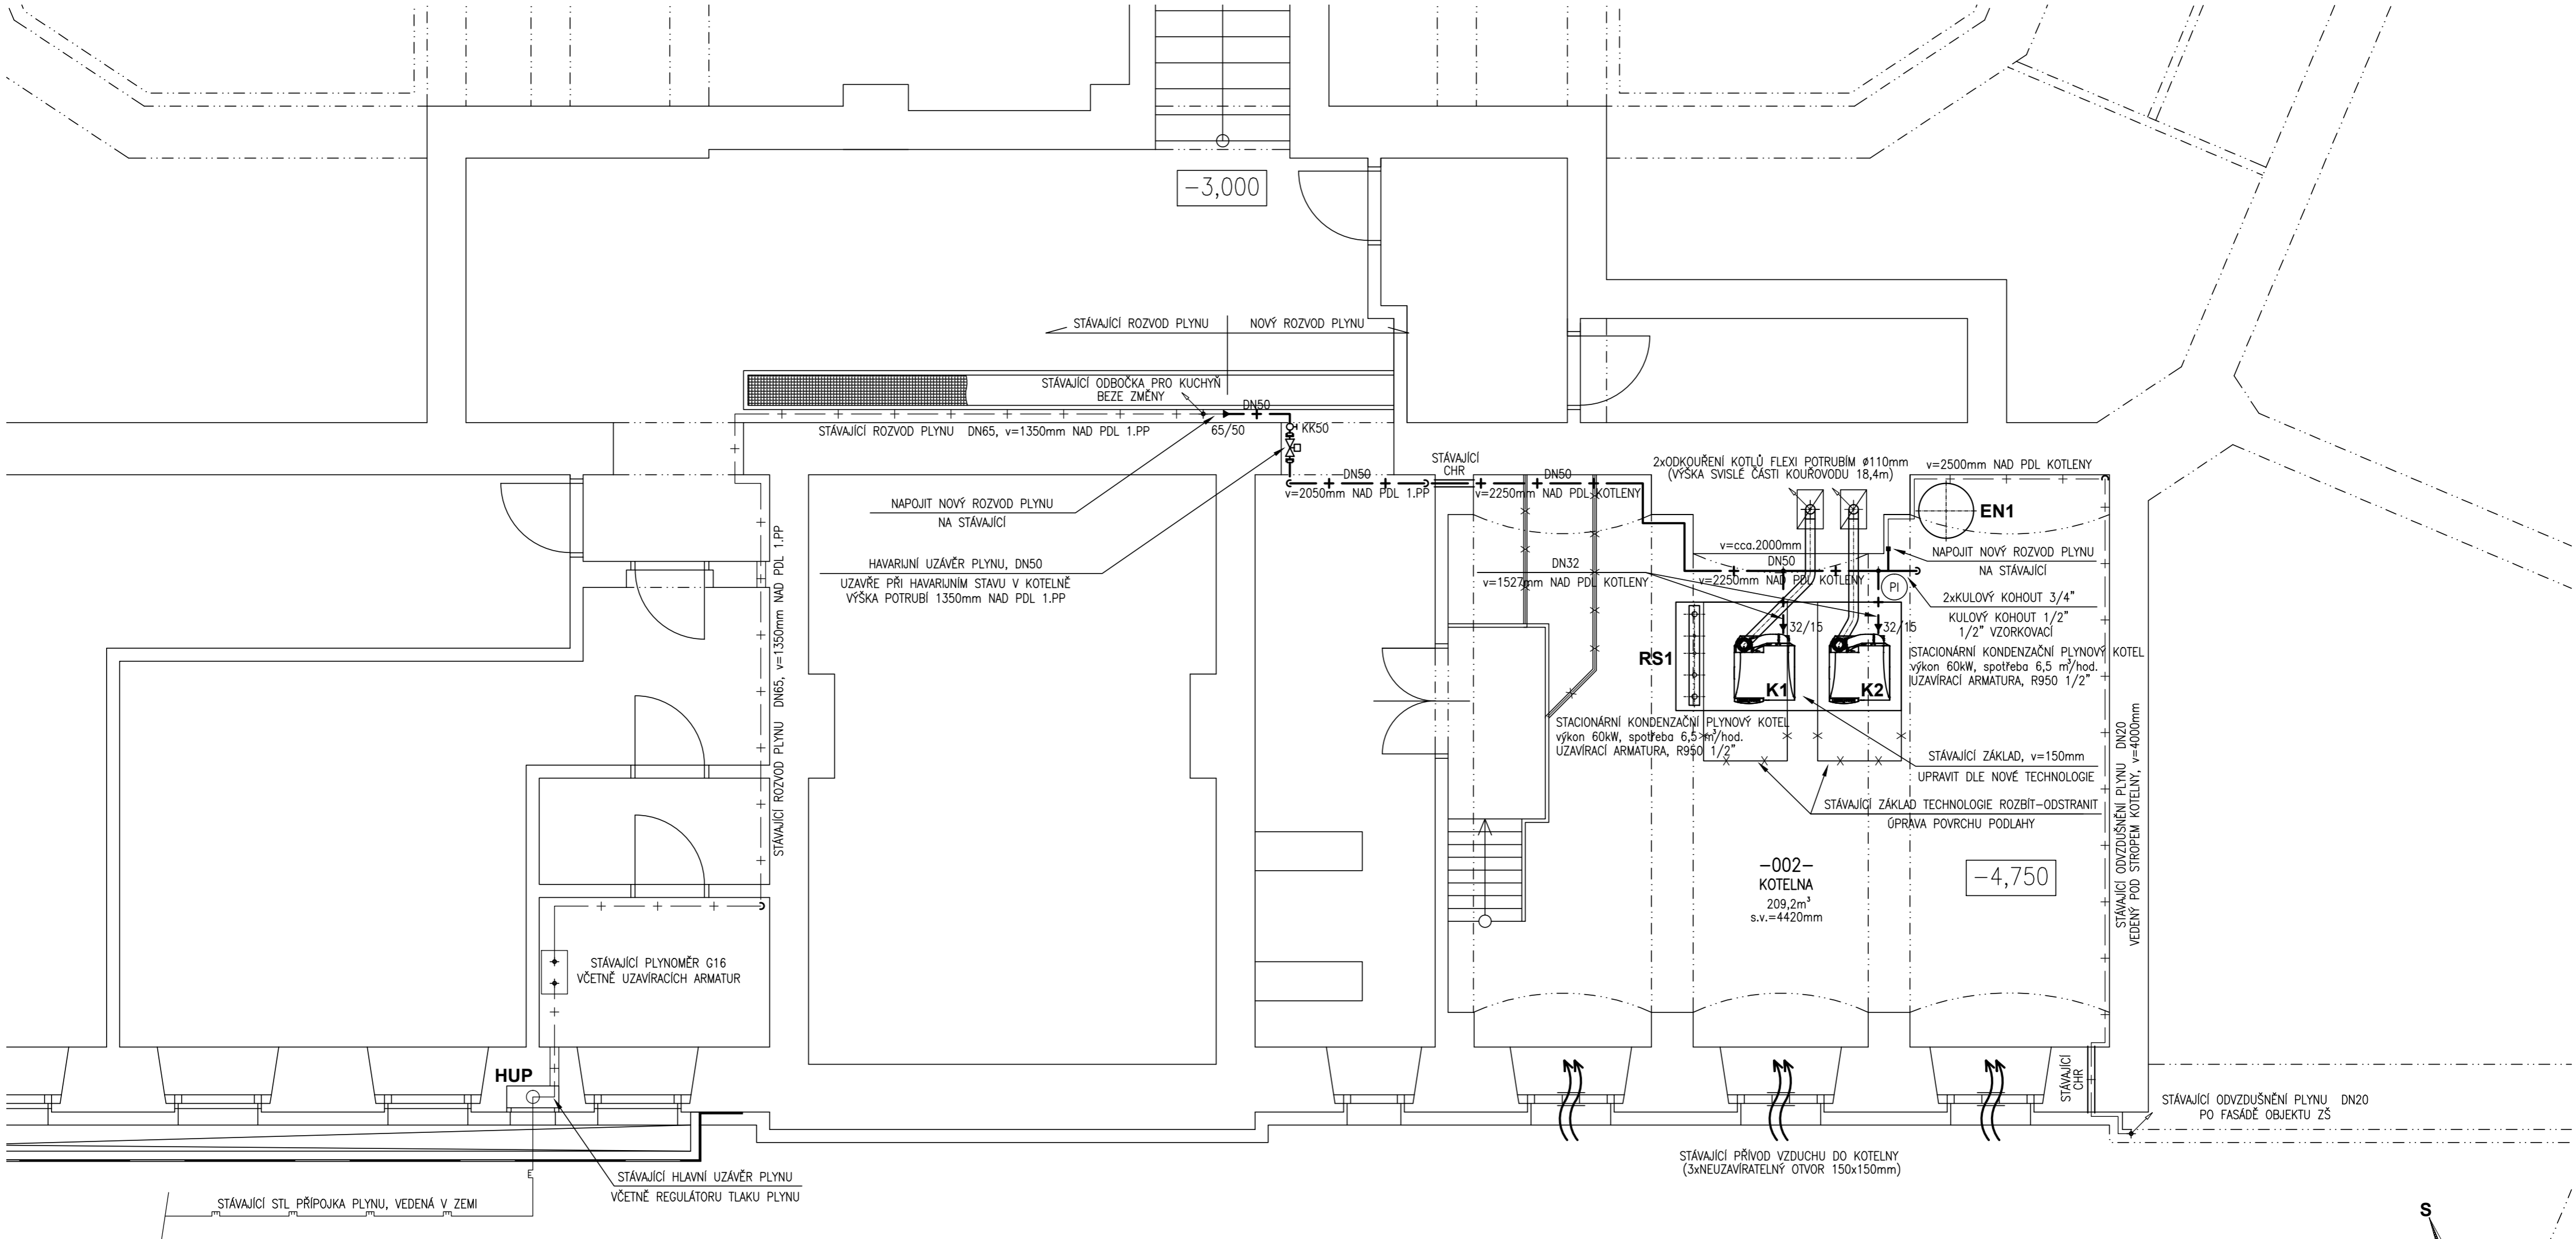 -3,000
STÁVAJÍCÍ ROZVOD PLYNU
NOVÝ ROZVOD PLYNU
STÁVAJÍCÍ ODBOČKA PRO KUCHYŇ
BEZE ZMĚNY
DN50
STÁVAJÍCÍ ROZVOD PLYNU DN65, v=1350mm NAD PDL 1.PP
65/50
KK50
NAPOJIT NOVÝ ROZVOD PLYNU
NA STÁVAJÍCÍ
HAVARIJNÍ UZÁVĚR PLYNU, DN50
UZAVŘE PŘI HAVARIJNÍM STAVU V KOTELNĚ
VÝŠKA POTRUBÍ 1350mm NAD PDL 1.PP
DN50
v=2050mm NAD PDL 1.PP
STÁVAJÍCÍ
CHR
DN50
v=2250mm NAD PDL KOTLENY
2xODKOUŘENÍ KOTLŮ FLEXI POTRUBÍM ø110mm
(VÝŠKA SVISLÉ ČÁSTI KOUŘOVODU 18,4m)
v=2500mm NAD PDL KOTLENY
EN1
v=cca.2000mm
DN50
v=2250mm NAD PDL KOTLENY
DN32
v=1527mm NAD PDL KOTLENY
NAPOJIT NOVÝ ROZVOD PLYNU
NA STÁVAJÍCÍ
PI
2xKULOVÝ KOHOUT 3/4"
KULOVÝ KOHOUT 1/2"
1/2" VZORKOVACÍ
32/15
32/15
RS1
K1
K2
STACIONÁRNÍ KONDENZAČNÍ PLYNOVÝ KOTEL
výkon 60kW, spotřeba 6,5 m³/hod.
UZAVÍRACÍ ARMATURA, R950 1/2"
STACIONÁRNÍ KONDENZAČNÍ PLYNOVÝ KOTEL
výkon 60kW, spotřeba 6,5 m³/hod.
UZAVÍRACÍ ARMATURA, R950 1/2"
STÁVAJÍCÍ ZÁKLAD, v=150mm
UPRAVIT DLE NOVÉ TECHNOLOGIE
STÁVAJÍCÍ ZÁKLAD TECHNOLOGIE ROZBÍT-ODSTRANIT
ÚPRAVA POVRCHU PODLAHY
-002-
KOTELNA
209,2m³
s.v.=4420mm
-4,750
STÁVAJÍCÍ ODVZDUŠNĚNÍ PLYNU DN20
VEDENÝ POD STROPEM KOTELNY, v=4000mm
STÁVAJÍCÍ ROZVOD PLYNU DN65, v=1350mm NAD PDL 1.PP
STÁVAJÍCÍ PLYNOMĚR G16
VČETNĚ UZAVÍRACÍCH ARMATUR
HUP
STÁVAJÍCÍ
CHR
STÁVAJÍCÍ ODVZDUŠNĚNÍ PLYNU DN20
PO FASÁDĚ OBJEKTU ZŠ
STÁVAJÍCÍ PŘÍVOD VZDUCHU DO KOTELNY
(3xNEUZAVÍRATELNÝ OTVOR 150x150mm)
STÁVAJÍCÍ HLAVNÍ UZÁVĚR PLYNU
VČETNĚ REGULÁTORU TLAKU PLYNU
STÁVAJÍCÍ STL PŘÍPOJKA PLYNU, VEDENÁ V ZEMI
S